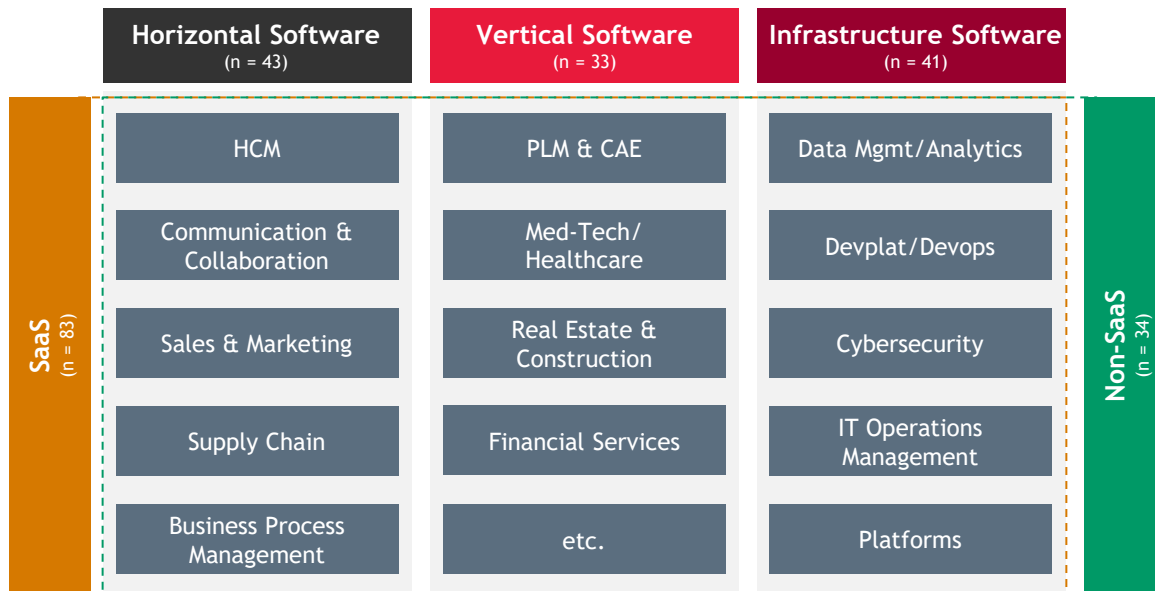 Horizontal Software
(n = 43)
Vertical Software
(n = 33)
Infrastructure Software
(n = 41)
SaaS
(n = 83)
HCM
Communication &
Collaboration
Sales & Marketing
Supply Chain
Business Process
Management
PLM & CAE
Med-Tech/
Healthcare
Real Estate &
Construction
Financial Services
etc.
Data Mgmt/Analytics
Devplat/Devops
Cybersecurity
IT Operations
Management
Platforms
Non-SaaS
(n = 34)